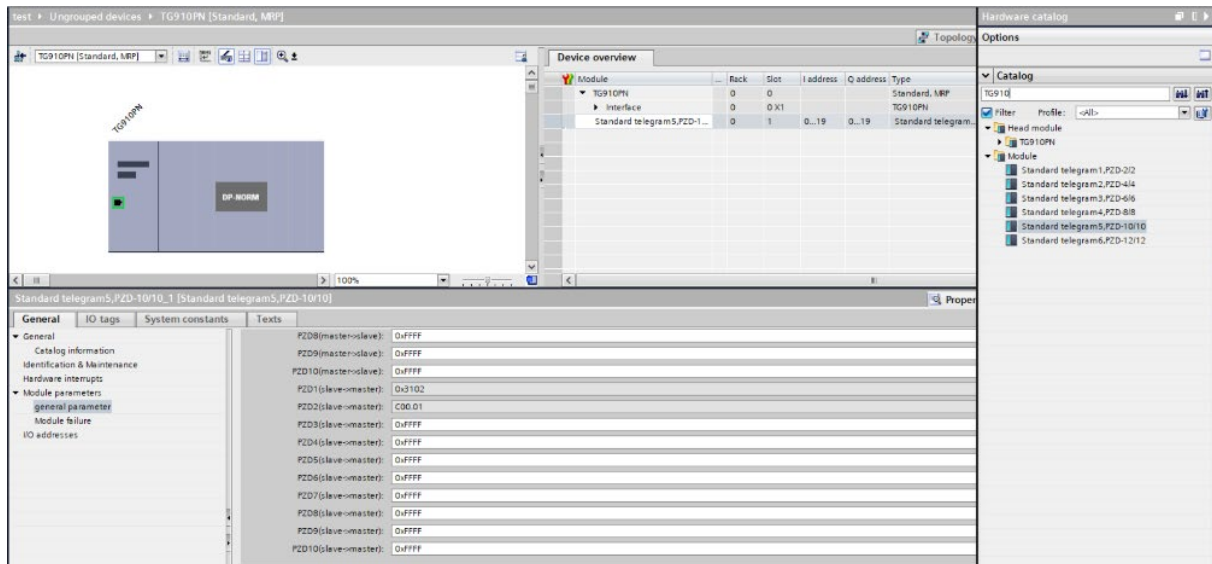 test ▸ Ungrouped devices ▸ TG910PN [Standard, MRP]
Topology
TG910PN [Standard, MRP]
TG910PN
DP-NORM
100%
Device overview
Module ... Rack Slot I address Q address Type
TG910PN 0 0 Standard, MRP
Interface 0 0 X1 TG910PN
Standard telegram5,PZD-1... 0 1 0...19 0...19 Standard telegram...
Hardware catalog
Options
Catalog
TG910
Filter Profile: <All>
Head module
TG910PN
Module
Standard telegram1,PZD-2/2
Standard telegram2,PZD-4/4
Standard telegram3,PZD-6/6
Standard telegram4,PZD-8/8
Standard telegram5,PZD-10/10
Standard telegram6,PZD-12/12
Standard telegram5,PZD-10/10_1 [Standard telegram5,PZD-10/10]
Proper
General IO tags System constants Texts
General
Catalog information
Identification & Maintenance
Hardware interrupts
Module parameters
general parameter
Module failure
I/O addresses
PZD8(master->slave): 0xFFFF
PZD9(master->slave): 0xFFFF
PZD10(master->slave): 0xFFFF
PZD1(slave->master): 0x3102
PZD2(slave->master): C00.01
PZD3(slave->master): 0xFFFF
PZD4(slave->master): 0xFFFF
PZD5(slave->master): 0xFFFF
PZD6(slave->master): 0xFFFF
PZD7(slave->master): 0xFFFF
PZD8(slave->master): 0xFFFF
PZD9(slave->master): 0xFFFF
PZD10(slave->master): 0xFFFF